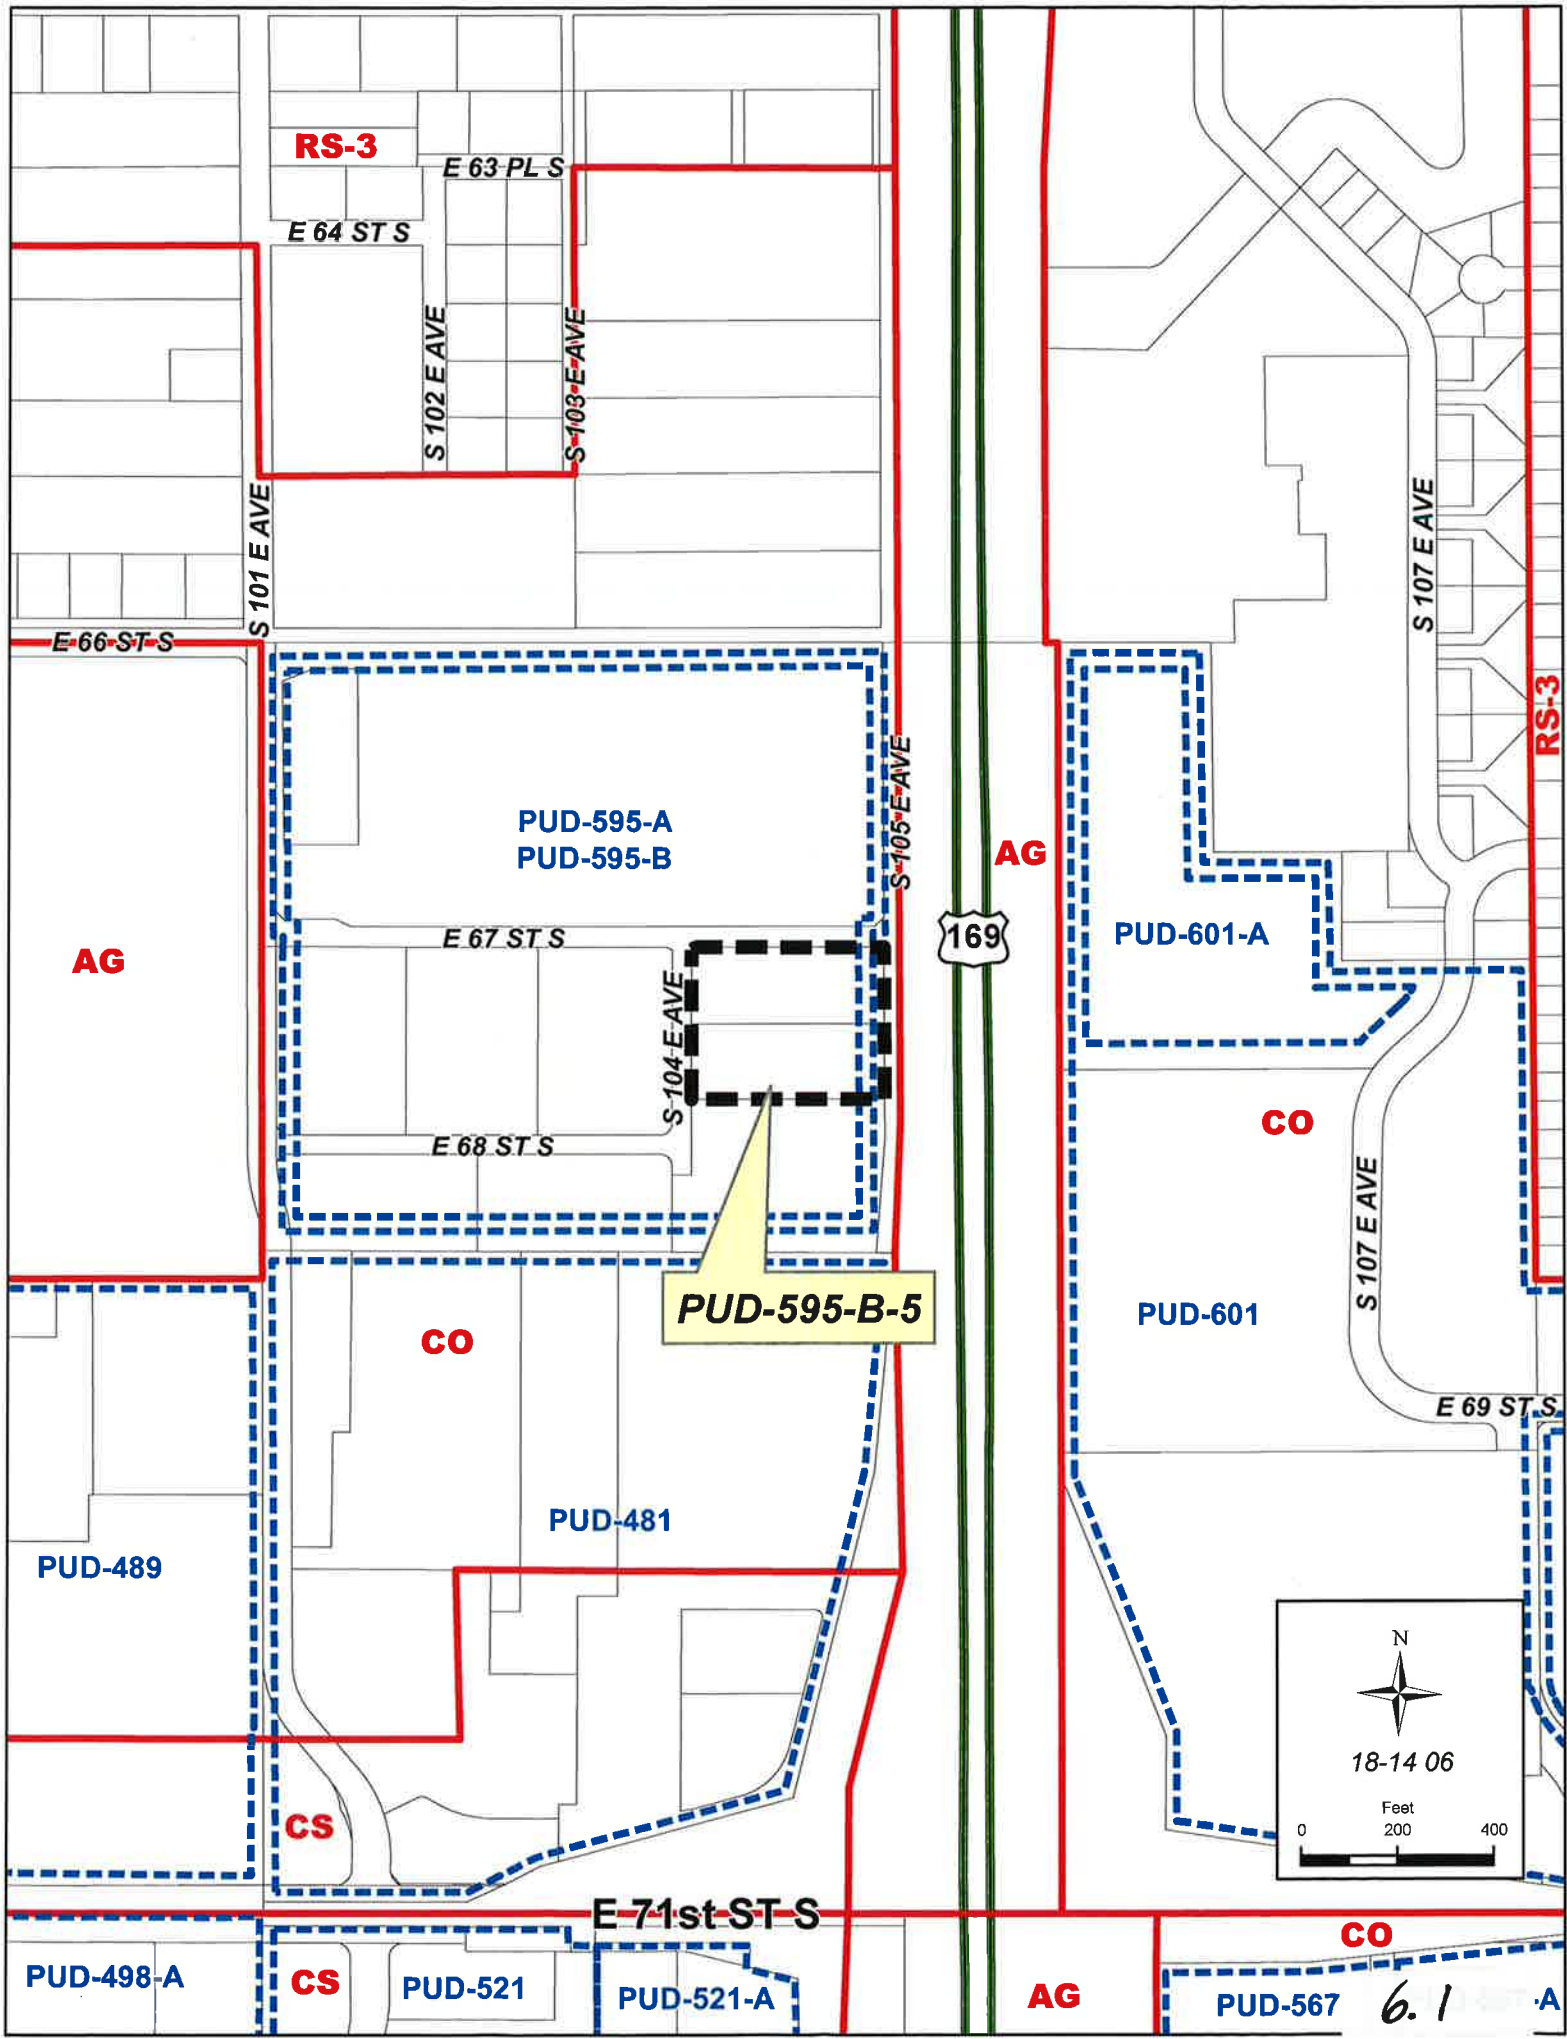 RS-3
E 63 PL S
E 64 ST S
S 102 E AVE
S 103 E AVE
S 101 E AVE
S 107 E AVE
E 66 ST S
RS-3
PUD-595-A
PUD-595-B
S 105 E AVE
AG
169
PUD-601-A
AG
E 67 ST S
S 104 E AVE
CO
E 68 ST S
S 107 E AVE
PUD-595-B-5
PUD-601
CO
E 69 ST S
PUD-481
PUD-489
N
18-14 06
Feet
0 200 400
CS
E 71st ST S
CO
PUD-498-A
CS
PUD-521
PUD-521-A
AG
PUD-567
6.1
-A